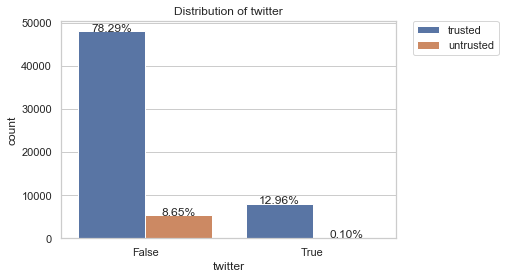 Distribution of twitter
trusted
untrusted
50000
40000
30000
20000
10000
0
count
78.29%
8.65%
12.96%
0.10%
False
True
twitter